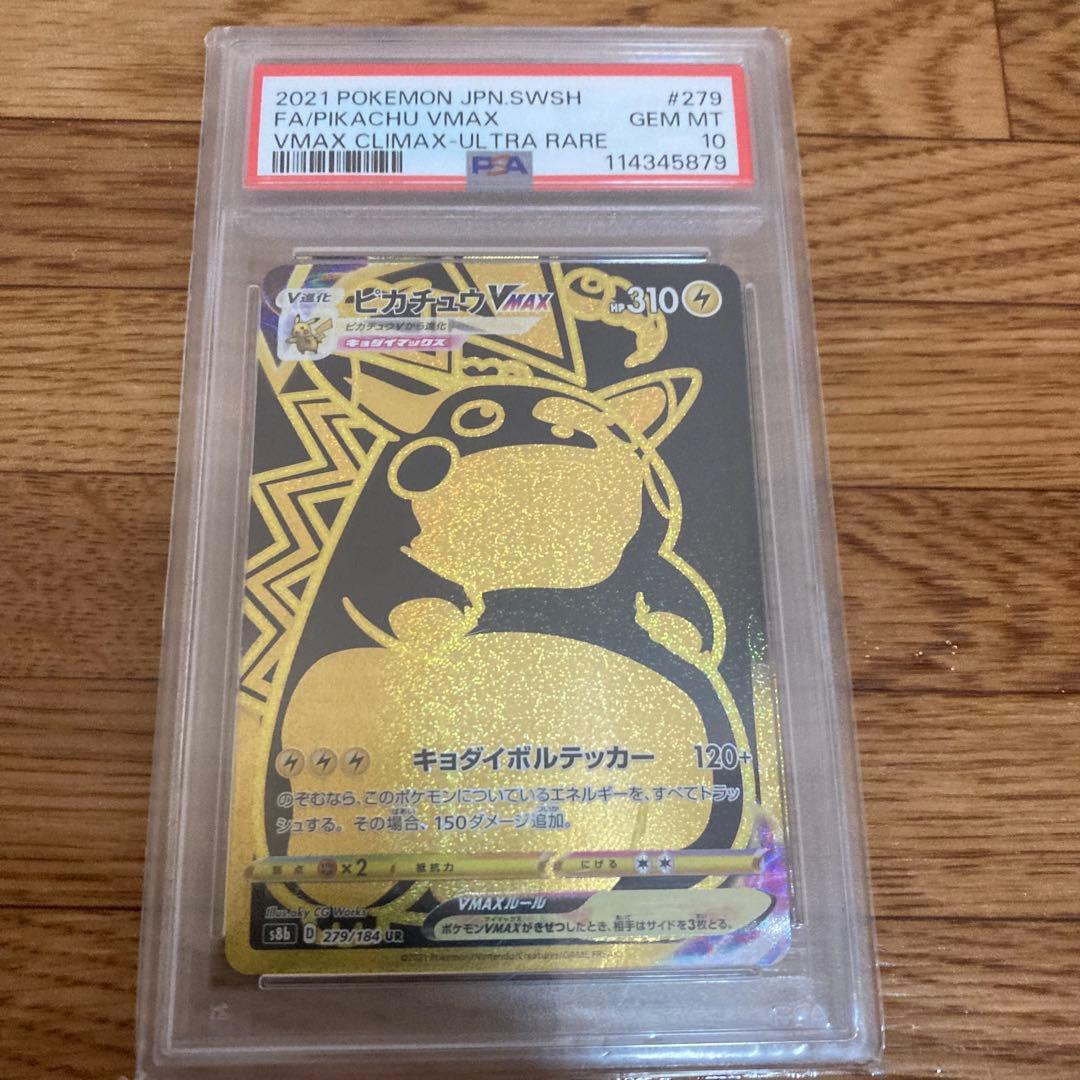 2021 POKEMON JPN.SWSH #279
FA/PIKACHU VMAX GEM MT
VMAX CLIMAX-ULTRA RARE 10
PSA 114345879
V進化 ピカチュウVMAX HP310
ピカチュウVから進化
キョダイマックス
キョダイボルテッカー 120+
のぞむなら、このポケモンについているエネルギーを、すべてトラッ
シュする。その場合、150ダメージ追加。
弱点 ×2 抵抗力 にげる
VMAXルール
ポケモンVMAXがきぜつしたとき、相手はサイドを3枚とる。
Illus.aky CG Works
s8b D 279/184 UR
©2021 Pokémon/Nintendo/Creatures/GAME FREAK